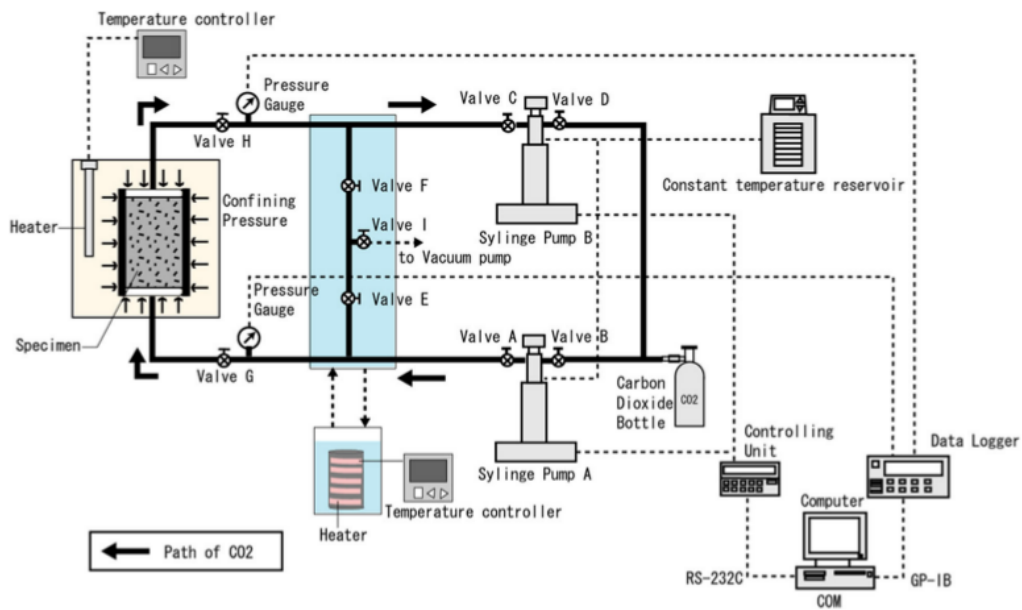 Temperature controller
Pressure
Gauge
Valve H
Valve C
Valve D
Constant temperature reservoir
Valve F
Confining
Pressure
Heater
Valve I
to Vacuum pump
Sylinge Pump B
Pressure
Gauge
Valve E
Specimen
Valve G
Valve A
Valve B
Carbon
Dioxide
Bottle
CO2
Controlling
Unit
Data Logger
Sylinge Pump A
Temperature controller
Heater
Computer
Path of CO2
RS-232C
GP-IB
COM